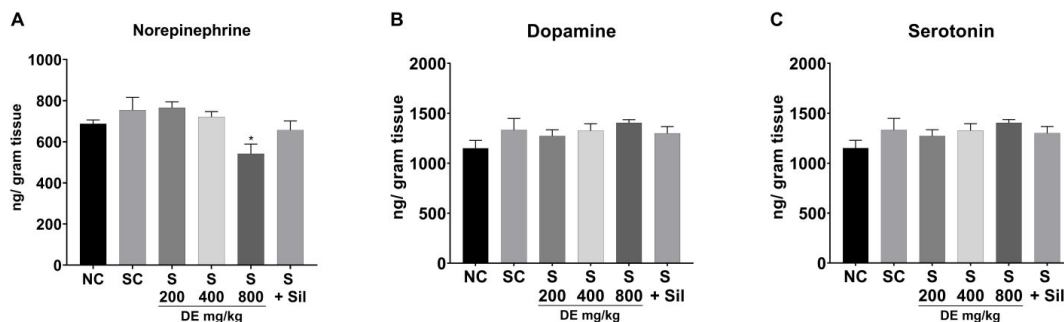 A
Norepinephrine
ng/ gram tissue
1000
800
600
400
200
0
*
NC SC S S S S
200 400 800 + Sil
DE mg/kg
B
Dopamine
ng/ gram tissue
2000
1500
1000
500
0
NC SC S S S S
200 400 800 + Sil
DE mg/kg
C
Serotonin
ng/ gram tissue
2000
1500
1000
500
0
NC SC S S S S
200 400 800 + Sil
DE mg/kg